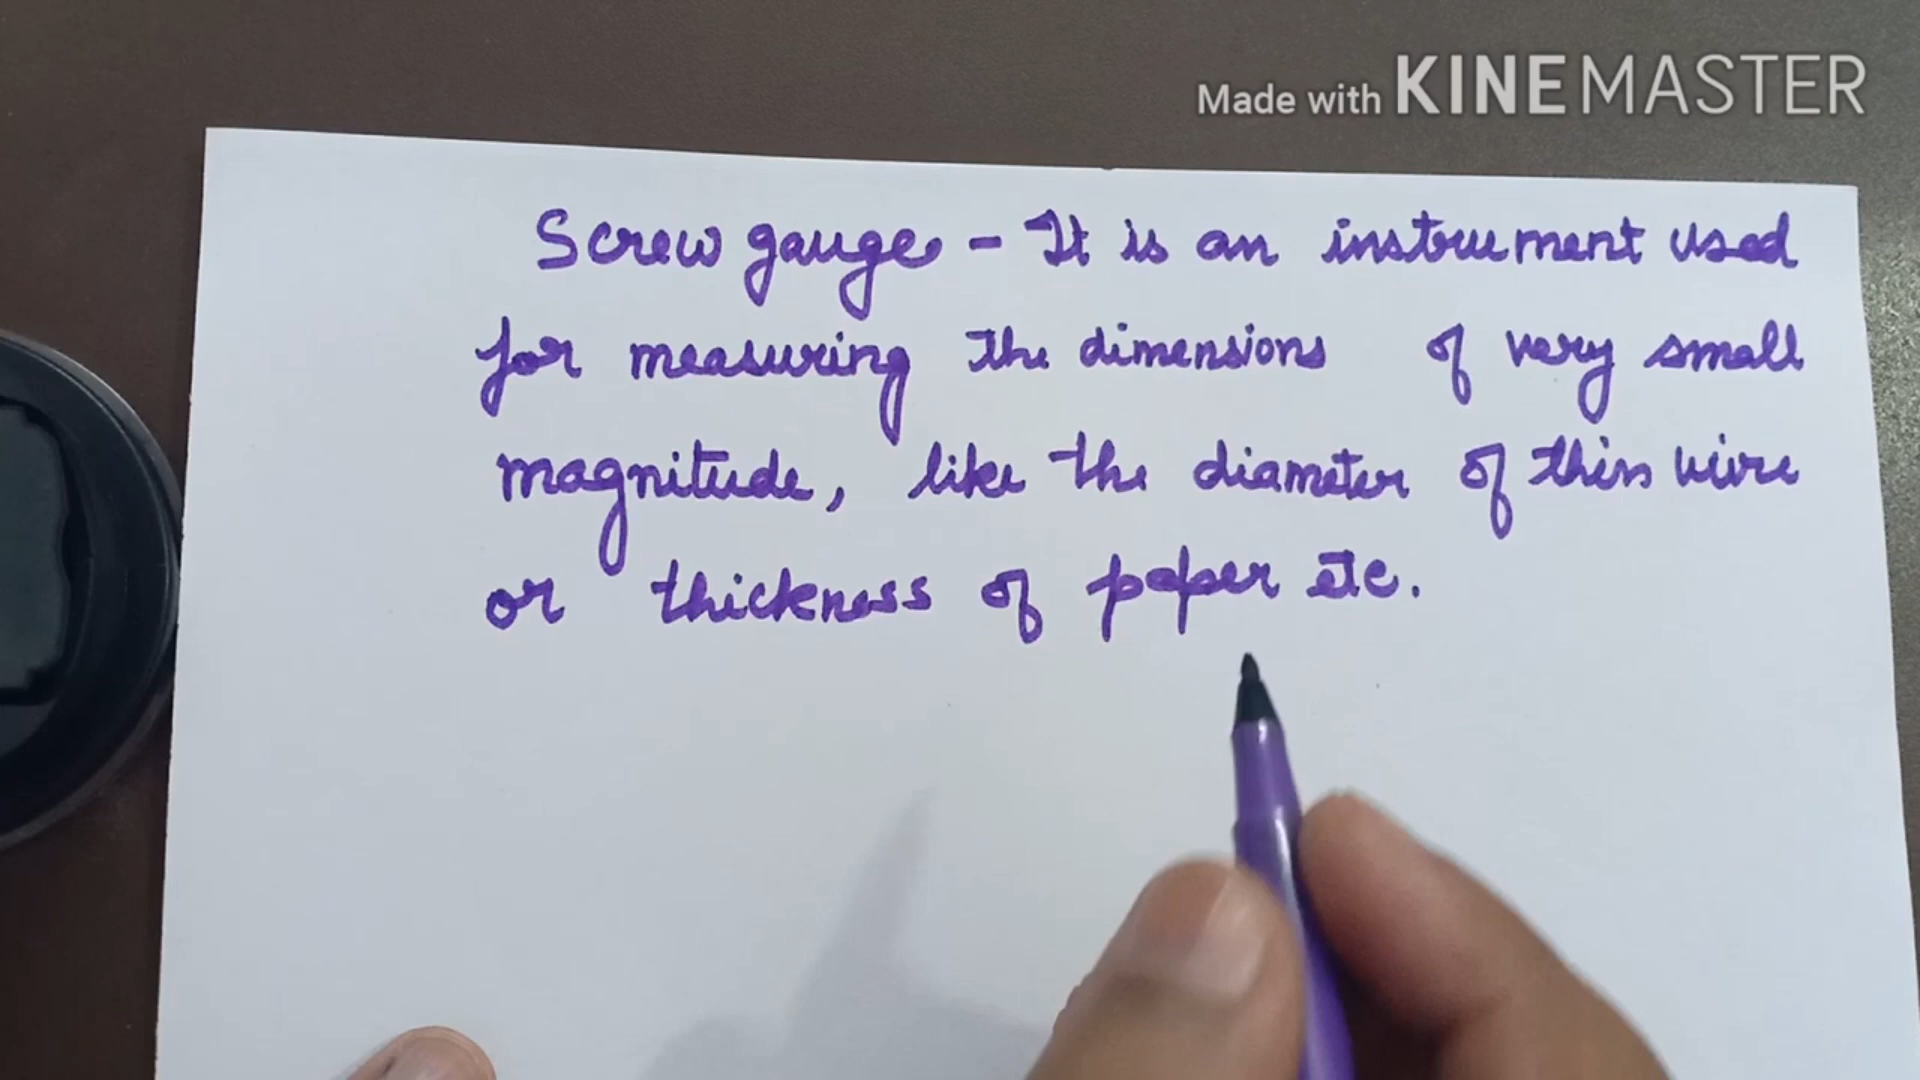 Made with KINEMASTER
Screw gauge - It is an instrument used
for measuring the dimensions of very small
magnitude, like the diameter of thin wire
or thickness of paper etc.